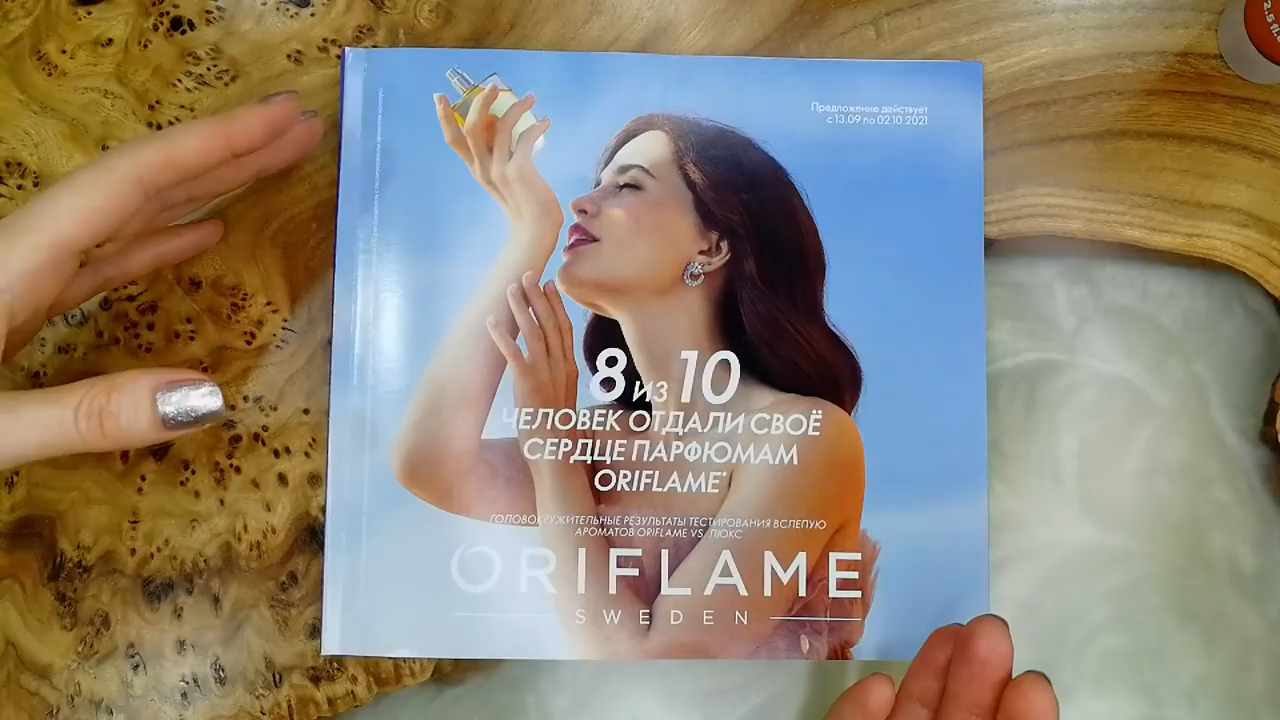 Предложение действует
с 13.09 по 02.10.2021
8 из 10
ЧЕЛОВЕК ОТДАЛИ СВОЁ
СЕРДЦЕ ПАРФЮМАМ
ORIFLAME*
ГОЛОВОКРУЖИТЕЛЬНЫЕ РЕЗУЛЬТАТЫ ТЕСТИРОВАНИЯ ВСЛЕПУЮ
АРОМАТОВ ORIFLAME VS. ЛЮКС
ORIFLAME
SWEDEN